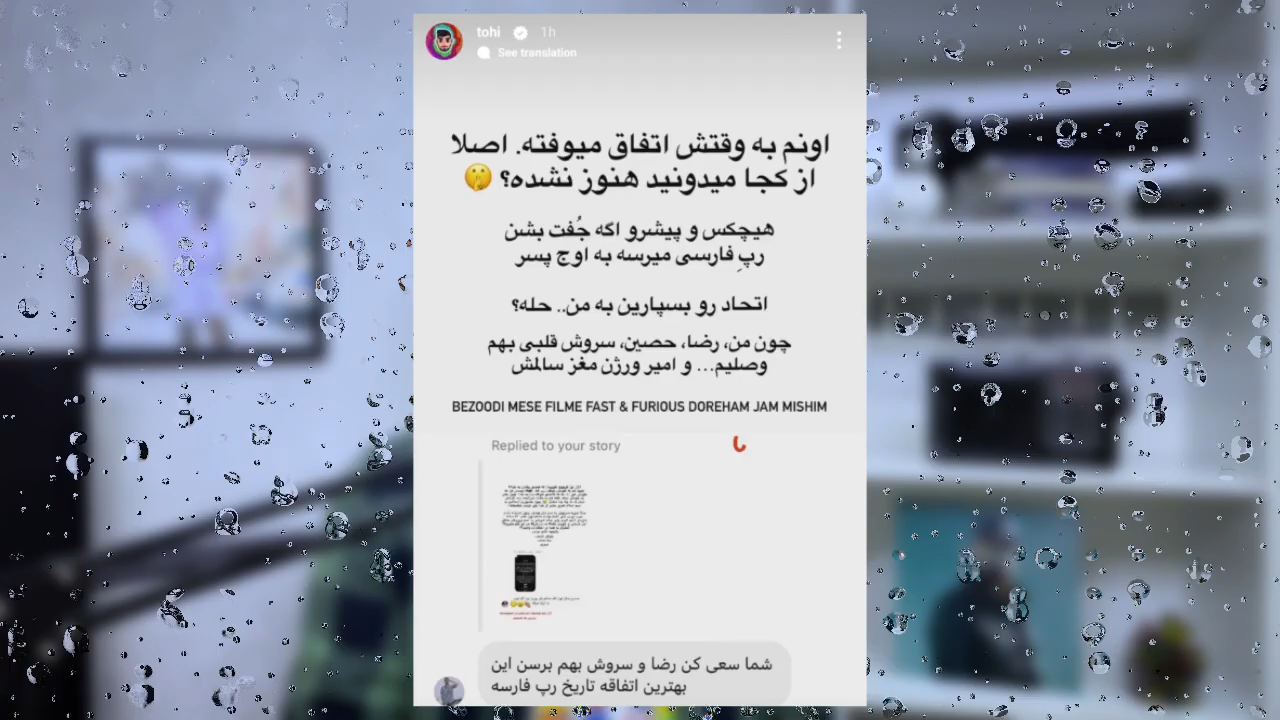 tohi 1h
See translation
اونم به وقتش اتفاق میوفته. اصلا
از کجا میدونید هنوز نشده؟ 🤫
هیچکس و پیشرو اگه جُفت بشن
رپِ فارسی میرسه به اوج پسر
اتحاد رو بسپارین به من.. حله؟
چون من، رضا، حصین، سروش قلبی بهم
وصلیم... و امیر ورژن مغز سالمش
BEZOODI MESE FILME FAST & FURIOUS DOREHAM JAM MISHIM
Replied to your story
شما سعی کن رضا و سروش بهم برسن این
بهترین اتفاقه تاریخ رپ فارسه